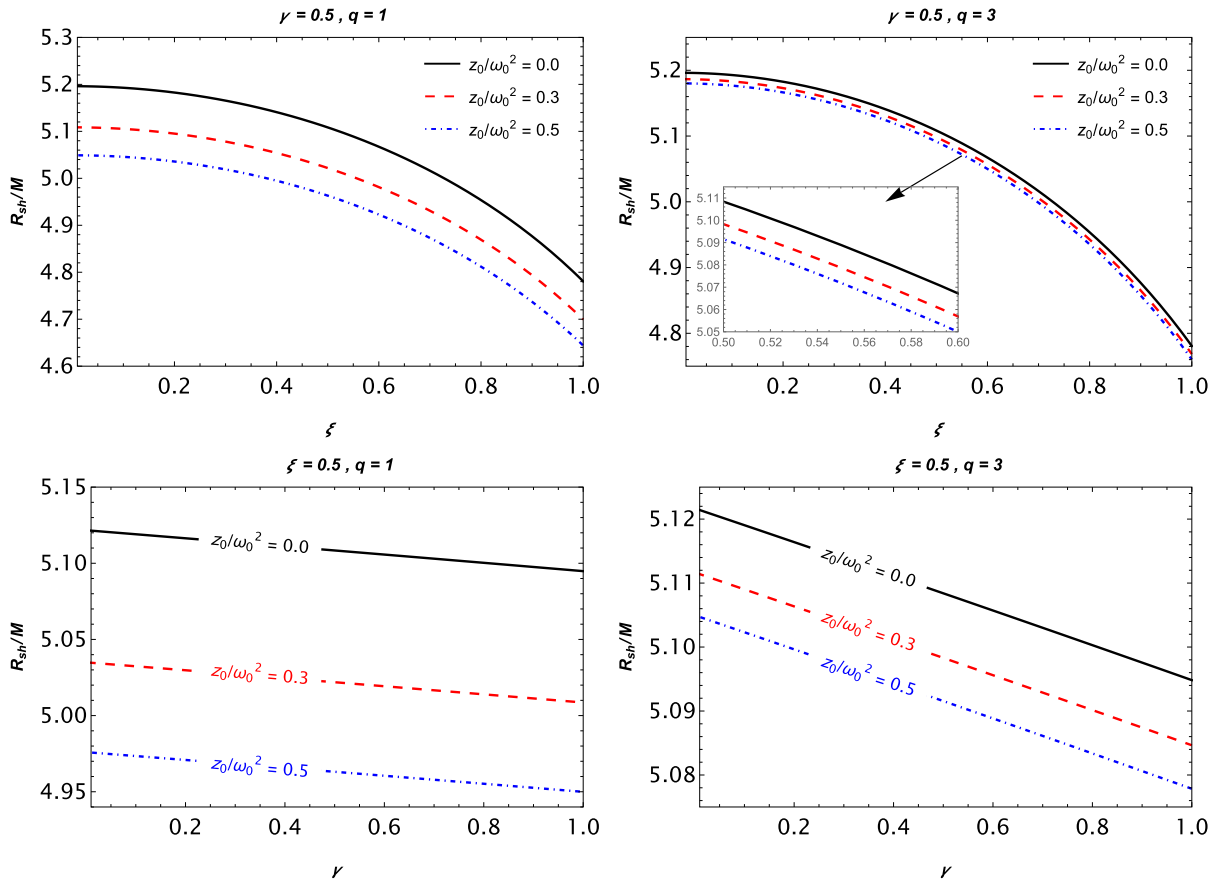 γ = 0.5 , q = 1
5.3
5.2
5.1
5.0
4.9
4.8
4.7
4.6
R_sh/M
z₀/ω₀² = 0.0
z₀/ω₀² = 0.3
z₀/ω₀² = 0.5
0.2 0.4 0.6 0.8 1.0
ξ
γ = 0.5 , q = 3
5.2
5.1
5.0
4.9
4.8
R_sh/M
z₀/ω₀² = 0.0
z₀/ω₀² = 0.3
z₀/ω₀² = 0.5
5.11
5.10
5.09
5.08
5.07
5.06
5.05
0.50 0.52 0.54 0.56 0.58 0.60
0.2 0.4 0.6 0.8 1.0
ξ
ξ = 0.5 , q = 1
5.15
5.10
5.05
5.00
4.95
R_sh/M
z₀/ω₀² = 0.0
z₀/ω₀² = 0.3
z₀/ω₀² = 0.5
0.2 0.4 0.6 0.8 1.0
γ
ξ = 0.5 , q = 3
5.12
5.11
5.10
5.09
5.08
R_sh/M
z₀/ω₀² = 0.0
z₀/ω₀² = 0.3
z₀/ω₀² = 0.5
0.2 0.4 0.6 0.8 1.0
γ